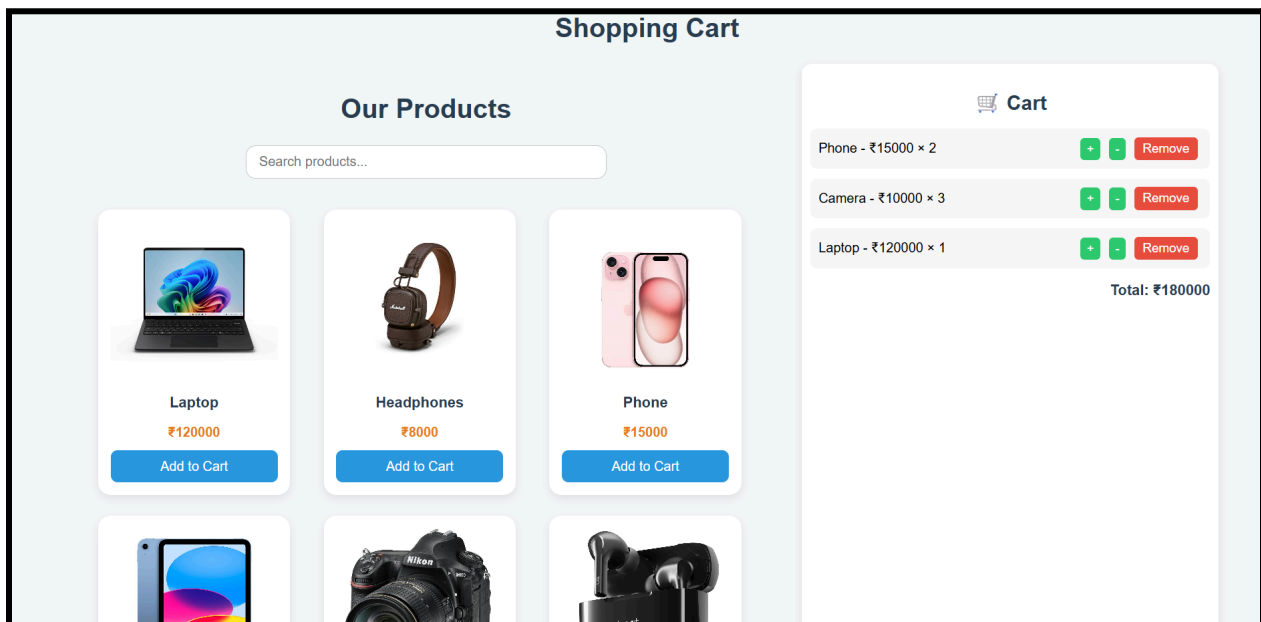 Shopping Cart
Our Products
Search products...
Laptop
₹120000
Add to Cart
Headphones
₹8000
Add to Cart
Phone
₹15000
Add to Cart
Nikon
🛒 Cart
Phone - ₹15000 × 2
+ - Remove
Camera - ₹10000 × 3
+ - Remove
Laptop - ₹120000 × 1
+ - Remove
Total: ₹180000